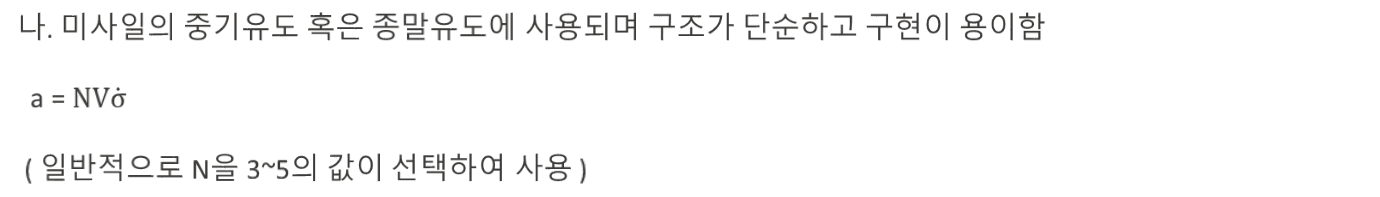 나. 미사일의 중기유도 혹은 종말유도에 사용되며 구조가 단순하고 구현이 용이함
a = NVσ̇
( 일반적으로 N을 3~5의 값이 선택하여 사용 )